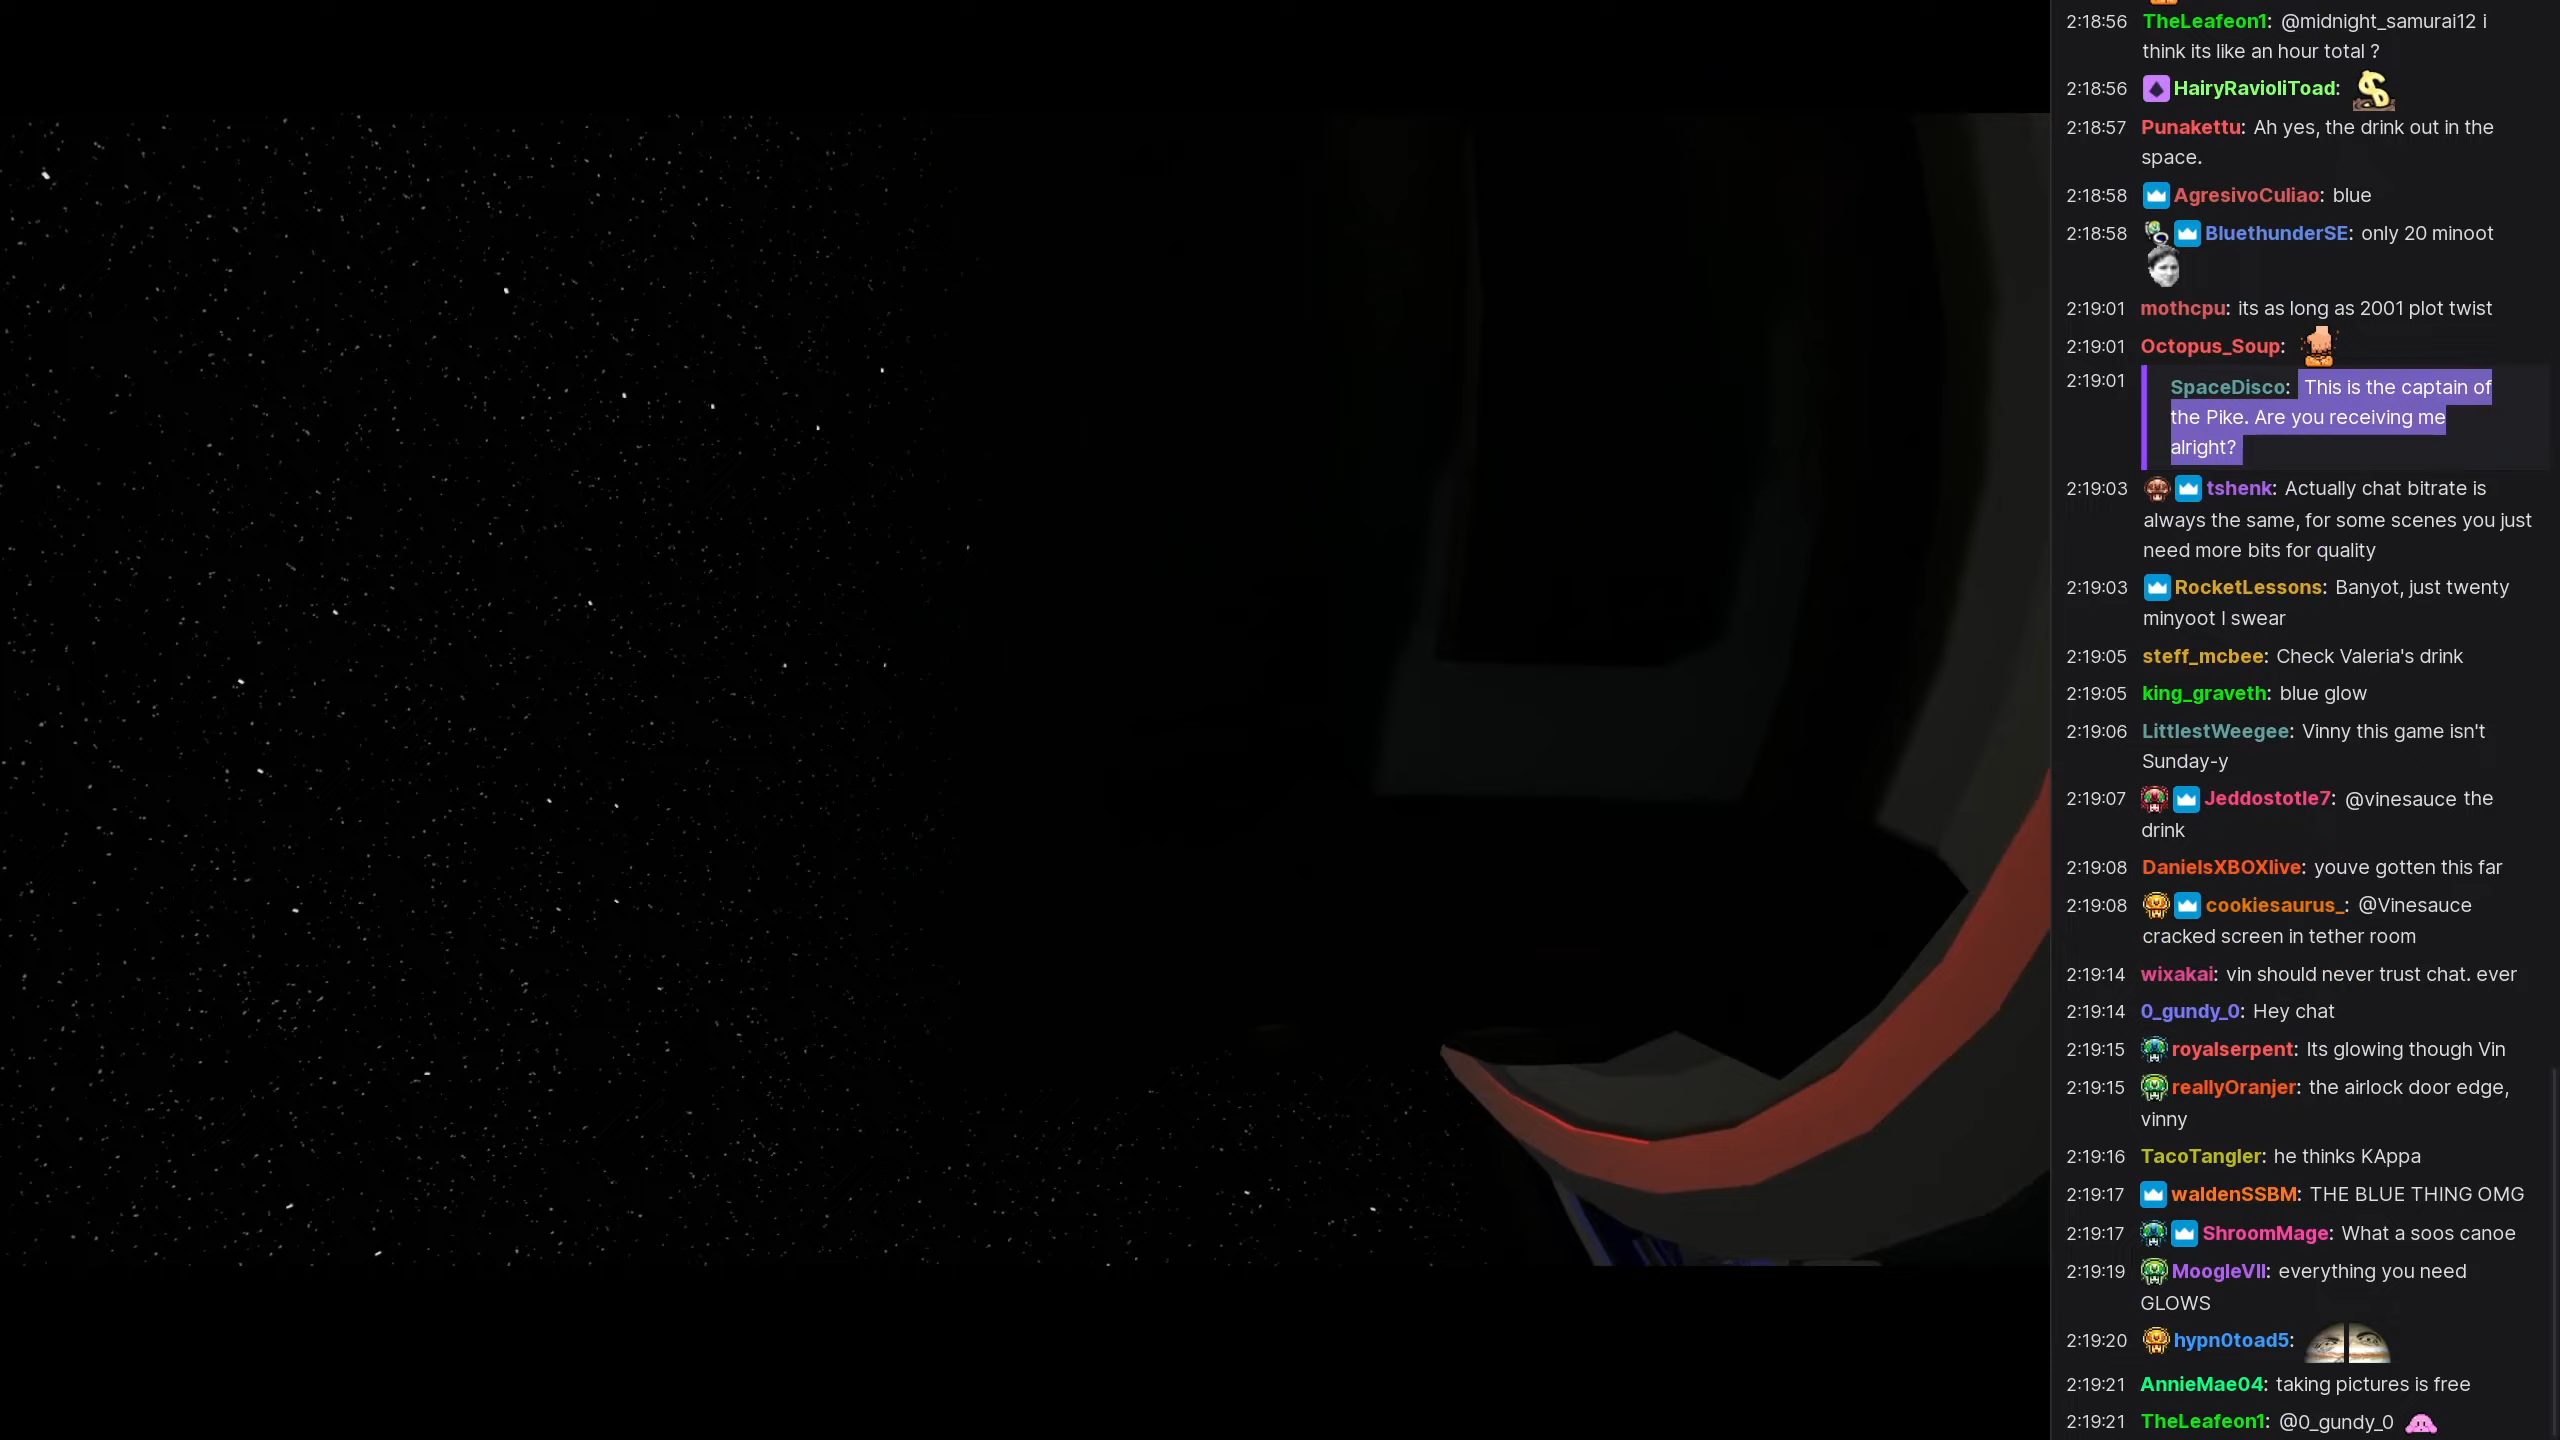 2:18:56 TheLeafeon1: @midnight_samurai12 i
think its like an hour total ?
2:18:56 HairyRavioliToad:
2:18:57 Punakettu: Ah yes, the drink out in the
space.
2:18:58 AgresivoCuliao: blue
2:18:58 BluethunderSE: only 20 minoot
2:19:01 mothcpu: its as long as 2001 plot twist
2:19:01 Octopus_Soup:
2:19:01 SpaceDisco: This is the captain of
the Pike. Are you receiving me
alright?
2:19:03 tshenk: Actually chat bitrate is
always the same, for some scenes you just
need more bits for quality
2:19:03 RocketLessons: Banyot, just twenty
minyoot I swear
2:19:05 steff_mcbee: Check Valeria's drink
2:19:05 king_graveth: blue glow
2:19:06 LittlestWeegee: Vinny this game isn't
Sunday-y
2:19:07 Jeddostotle7: @vinesauce the
drink
2:19:08 DanielsXBOXlive: youve gotten this far
2:19:08 cookiesaurus_: @Vinesauce
cracked screen in tether room
2:19:14 wixakai: vin should never trust chat. ever
2:19:14 0_gundy_0: Hey chat
2:19:15 royalserpent: Its glowing though Vin
2:19:15 reallyOranjer: the airlock door edge,
vinny
2:19:16 TacoTangler: he thinks KAppa
2:19:17 waldenSSBM: THE BLUE THING OMG
2:19:17 ShroomMage: What a soos canoe
2:19:19 MoogleVII: everything you need
GLOWS
2:19:20 hypn0toad5:
2:19:21 AnnieMae04: taking pictures is free
2:19:21 TheLeafeon1: @0_gundy_0